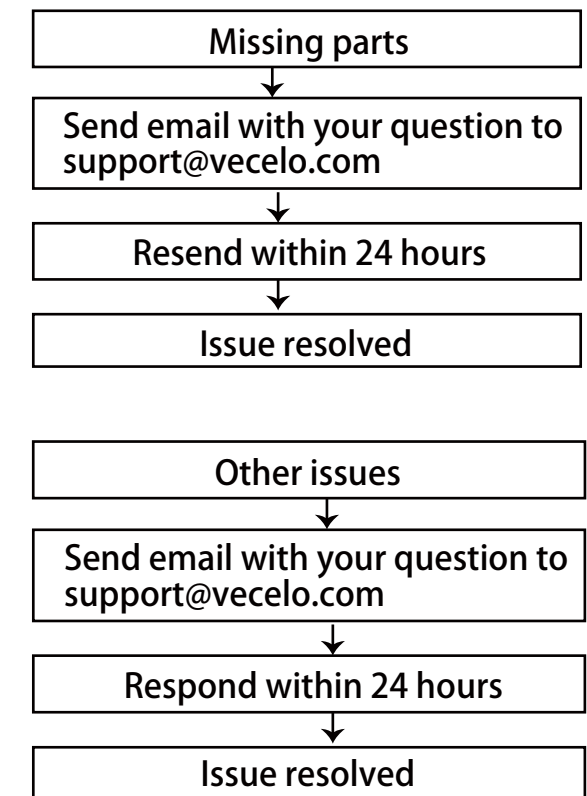 Missing parts
Send email with your question to
support@vecelo.com
Resend within 24 hours
Issue resolved
Other issues
Send email with your question to
support@vecelo.com
Respond within 24 hours
Issue resolved